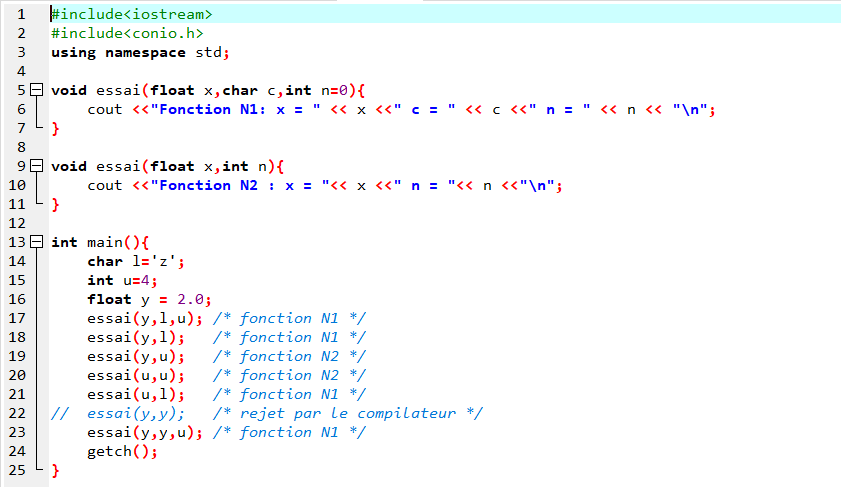 1 #include<iostream>
2 #include<conio.h>
3 using namespace std;
4
5 void essai(float x,char c,int n=0){
6 cout <<"Fonction N1: x = " << x <<" c = " << c <<" n = " << n << "\n";
7 }
8
9 void essai(float x,int n){
10 cout <<"Fonction N2 : x = "<< x <<" n = "<< n <<"\n";
11 }
12
13 int main(){
14 char l='z';
15 int u=4;
16 float y = 2.0;
17 essai(y,l,u); /* fonction N1 */
18 essai(y,l); /* fonction N1 */
19 essai(y,u); /* fonction N2 */
20 essai(u,u); /* fonction N2 */
21 essai(u,l); /* fonction N1 */
22 // essai(y,y); /* rejet par le compilateur */
23 essai(y,y,u); /* fonction N1 */
24 getch();
25 }